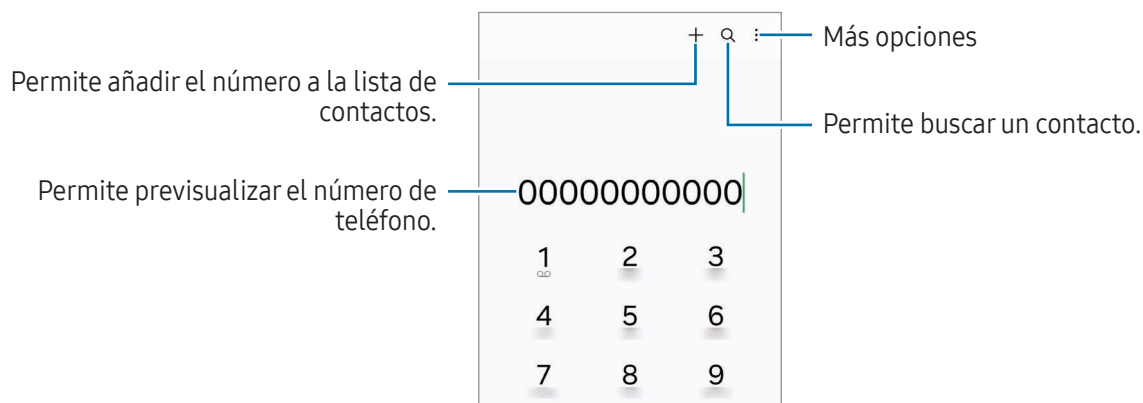 Más opciones
Permite añadir el número a la lista de
contactos.
Permite buscar un contacto.
Permite previsualizar el número de
teléfono.
00000000000
1 2 3
4 5 6
7 8 9